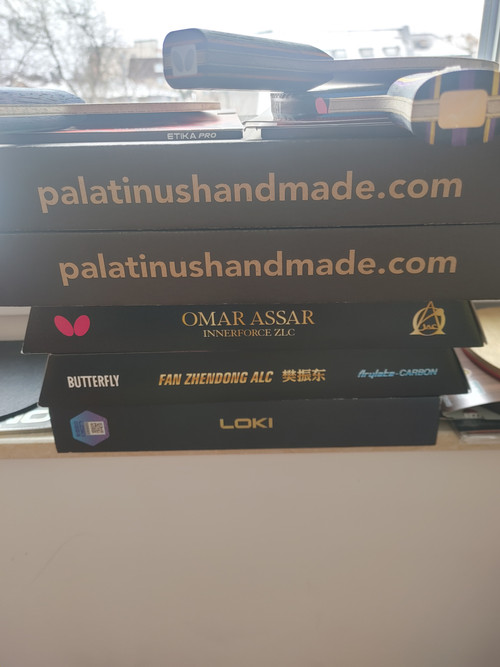 ETIKA PRO
palatinushandmade.com
palatinushandmade.com
OMAR ASSAR
INNERFORCE ZLC
BUTTERFLY FAN ZHENDONG ALC 樊振东 Arylate-CARBON
LOKI